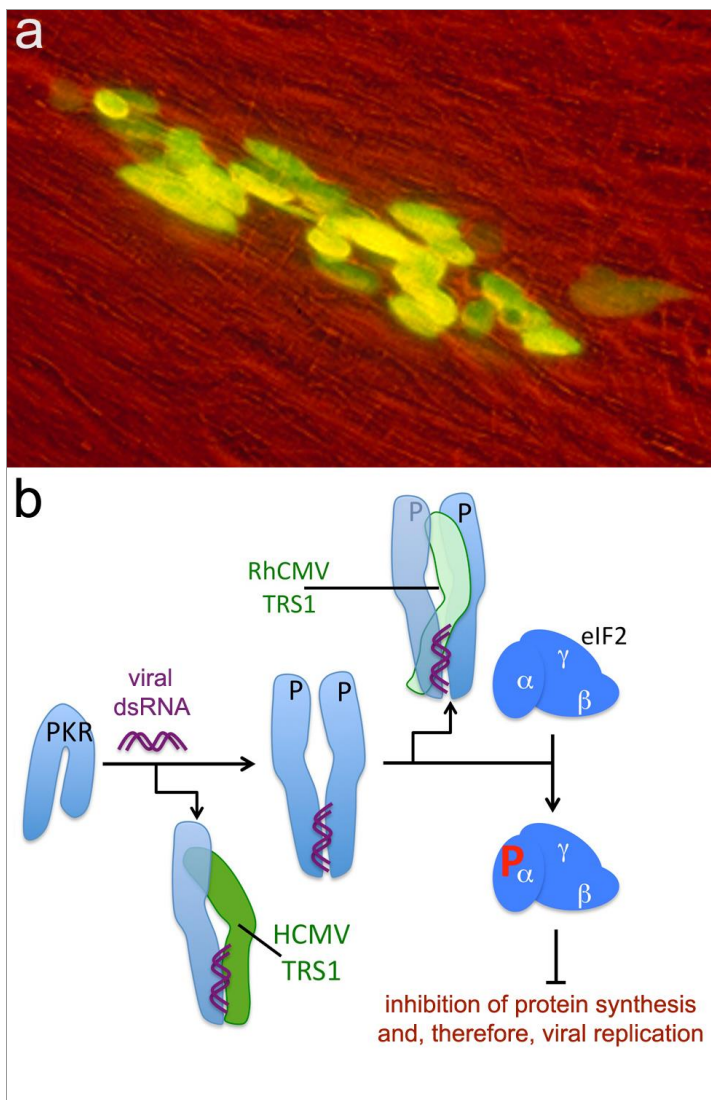 a
b
P P
RhCMV
TRS1
eIF2
γ
α
β
viral
dsRNA
PKR
P P
P
α
γ
β
HCMV
TRS1
inhibition of protein synthesis
and, therefore, viral replication